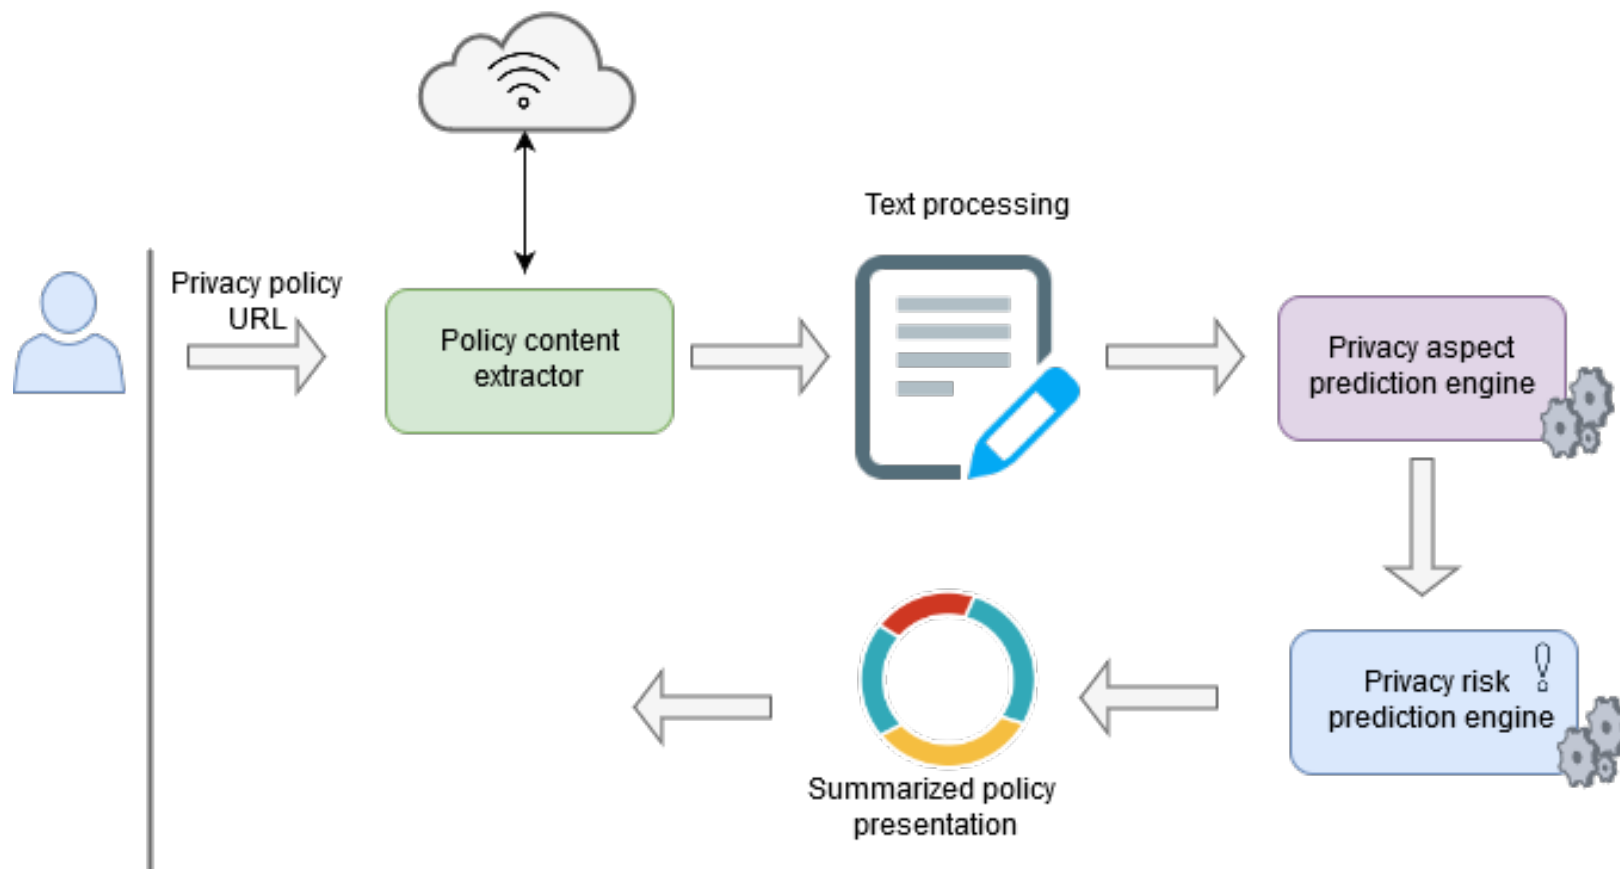 Text processing
Privacy policy
URL
Policy content
extractor
Privacy aspect
prediction engine
Privacy risk
prediction engine
Summarized policy
presentation